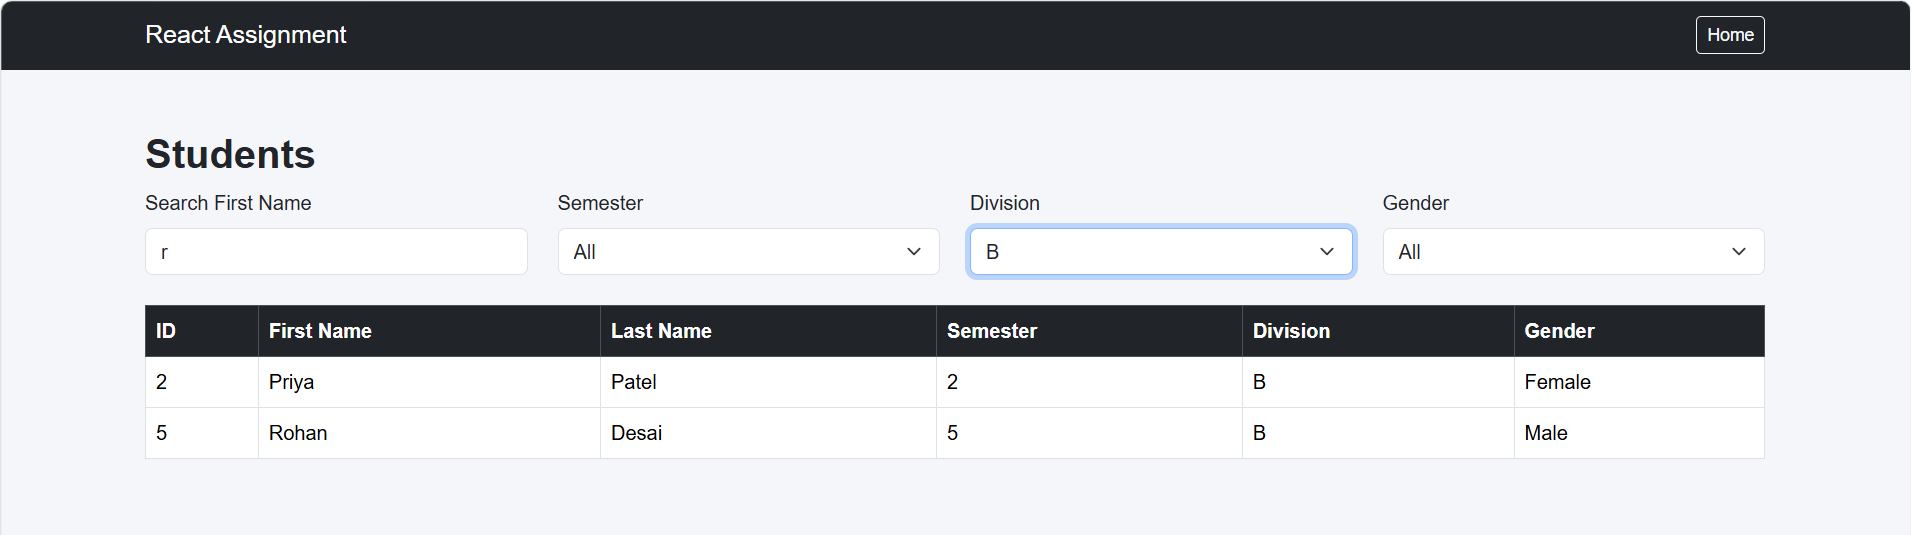 React Assignment Home
Students
Search First Name Semester Division Gender
r All B All
ID First Name Last Name Semester Division Gender
2 Priya Patel 2 B Female
5 Rohan Desai 5 B Male